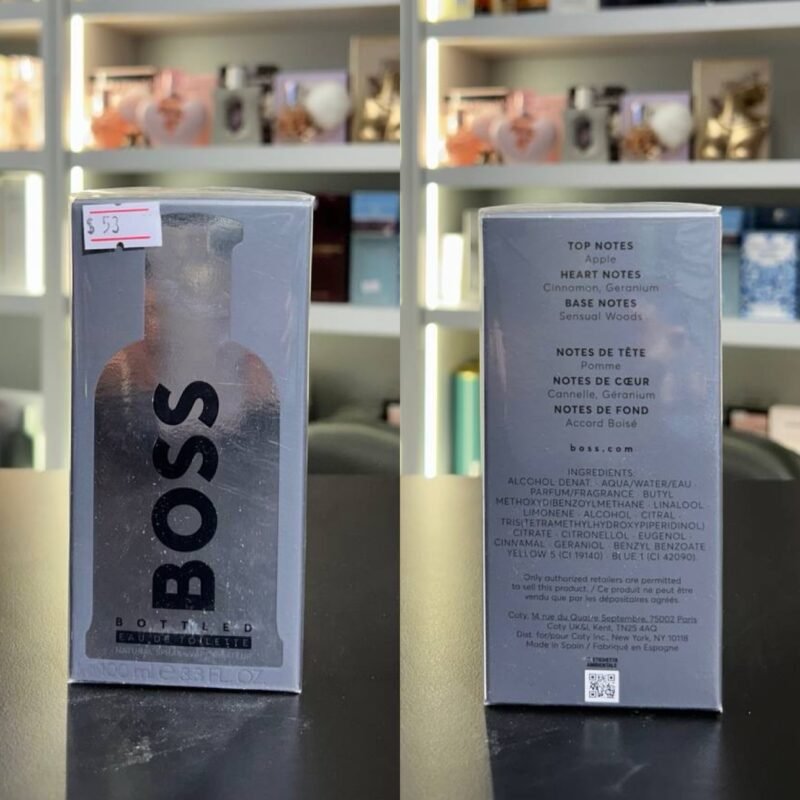 $ 53
BOSS
BOTTLED
EAU DE TOILETTE
NATURAL SPRAY
100 ml e 3.3 FL. OZ.
TOP NOTES
Apple
HEART NOTES
Cinnamon, Geranium
BASE NOTES
Sensual Woods
NOTES DE TÊTE
Pomme
NOTES DE CŒUR
Cannelle, Géranium
NOTES DE FOND
Accord Boisé
boss.com
INGREDIENTS:
ALCOHOL DENAT. · AQUA/WATER/EAU ·
PARFUM/FRAGRANCE · BUTYL
METHOXYDIBENZOYLMETHANE · LINALOOL ·
LIMONENE · ALCOHOL · CITRAL ·
TRIS(TETRAMETHYLHYDROXYPIPERIDINOL)
CITRATE · CITRONELLOL · EUGENOL ·
CINNAMAL · GERANIOL · BENZYL BENZOATE
YELLOW 5 (CI 19140) · BLUE 1 (CI 42090).
Only authorized retailers are permitted
to sell this product. / Ce produit ne peut être
vendu que par les dépositaires agréés.
Coty, 14 rue du Quatre Septembre, 75002 Paris
Coty UK&I, Kent, TN25 4AQ
Dist. for/pour Coty Inc., New York, NY 10118
Made in Spain / Fabriqué en Espagne
ETICHETTA
AMBIENTALE